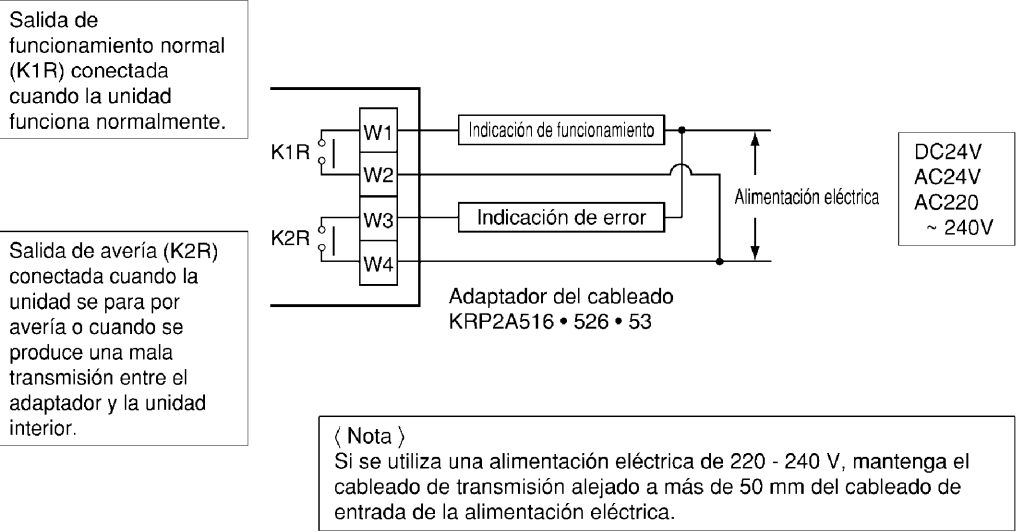 Salida de
funcionamiento normal
(K1R) conectada
cuando la unidad
funciona normalmente.
K1R
W1
W2
Indicación de funcionamiento
K2R
W3
W4
Indicación de error
Alimentación eléctrica
DC24V
AC24V
AC220
~ 240V
Salida de avería (K2R)
conectada cuando la
unidad se para por
avería o cuando se
produce una mala
transmisión entre el
adaptador y la unidad
interior.
Adaptador del cableado
KRP2A516 • 526 • 53
〈 Nota 〉
Si se utiliza una alimentación eléctrica de 220 - 240 V, mantenga el
cableado de transmisión alejado a más de 50 mm del cableado de
entrada de la alimentación eléctrica.